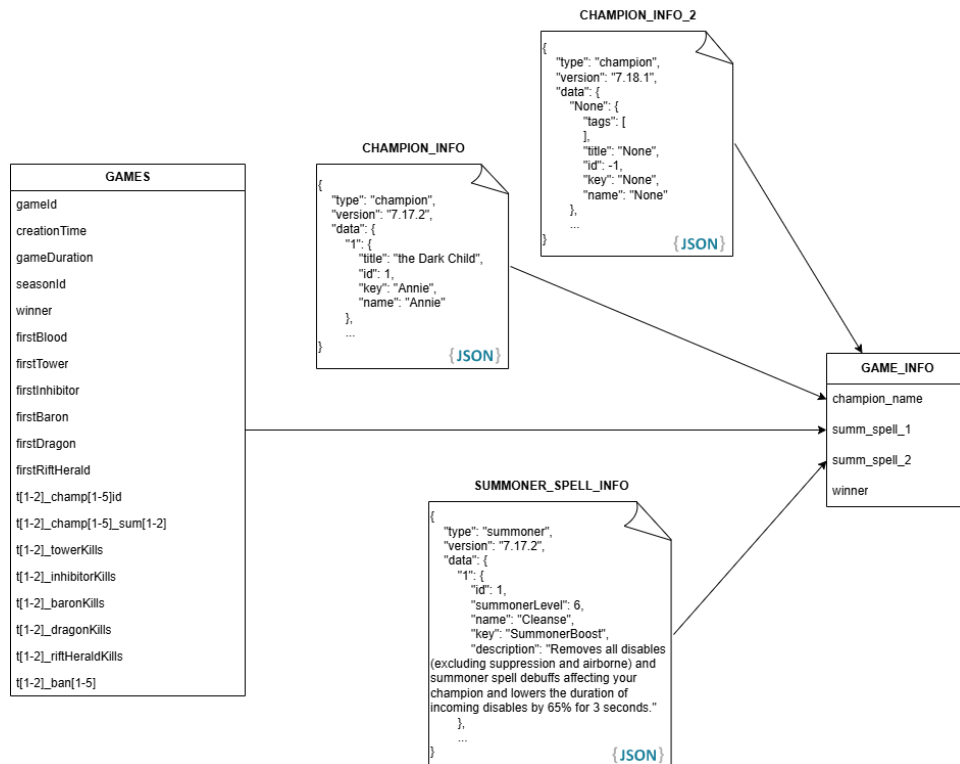 CHAMPION_INFO_2
{
"type": "champion",
"version": "7.18.1",
"data": {
"None": {
"tags": [
],
"title": "None",
"id": -1,
"key": "None",
"name": "None"
},
...
}
{JSON}
CHAMPION_INFO
{
"type": "champion",
"version": "7.17.2",
"data": {
"1": {
"title": "the Dark Child",
"id": 1,
"key": "Annie",
"name": "Annie"
},
...
}
{JSON}
GAMES
gameId
creationTime
gameDuration
seasonId
winner
firstBlood
firstTower
firstInhibitor
firstBaron
firstDragon
firstRiftHerald
t[1-2]_champ[1-5]id
t[1-2]_champ[1-5]_sum[1-2]
t[1-2]_towerKills
t[1-2]_inhibitorKills
t[1-2]_baronKills
t[1-2]_dragonKills
t[1-2]_riftHeraldKills
t[1-2]_ban[1-5]
GAME_INFO
champion_name
summ_spell_1
summ_spell_2
winner
SUMMONER_SPELL_INFO
{
"type": "summoner",
"version": "7.17.2",
"data": {
"1": {
"id": 1,
"summonerLevel": 6,
"name": "Cleanse",
"key": "SummonerBoost",
"description": "Removes all disables
(excluding suppression and airborne) and
summoner spell debuffs affecting your
champion and lowers the duration of
incoming disables by 65% for 3 seconds."
},
...
}
{JSON}